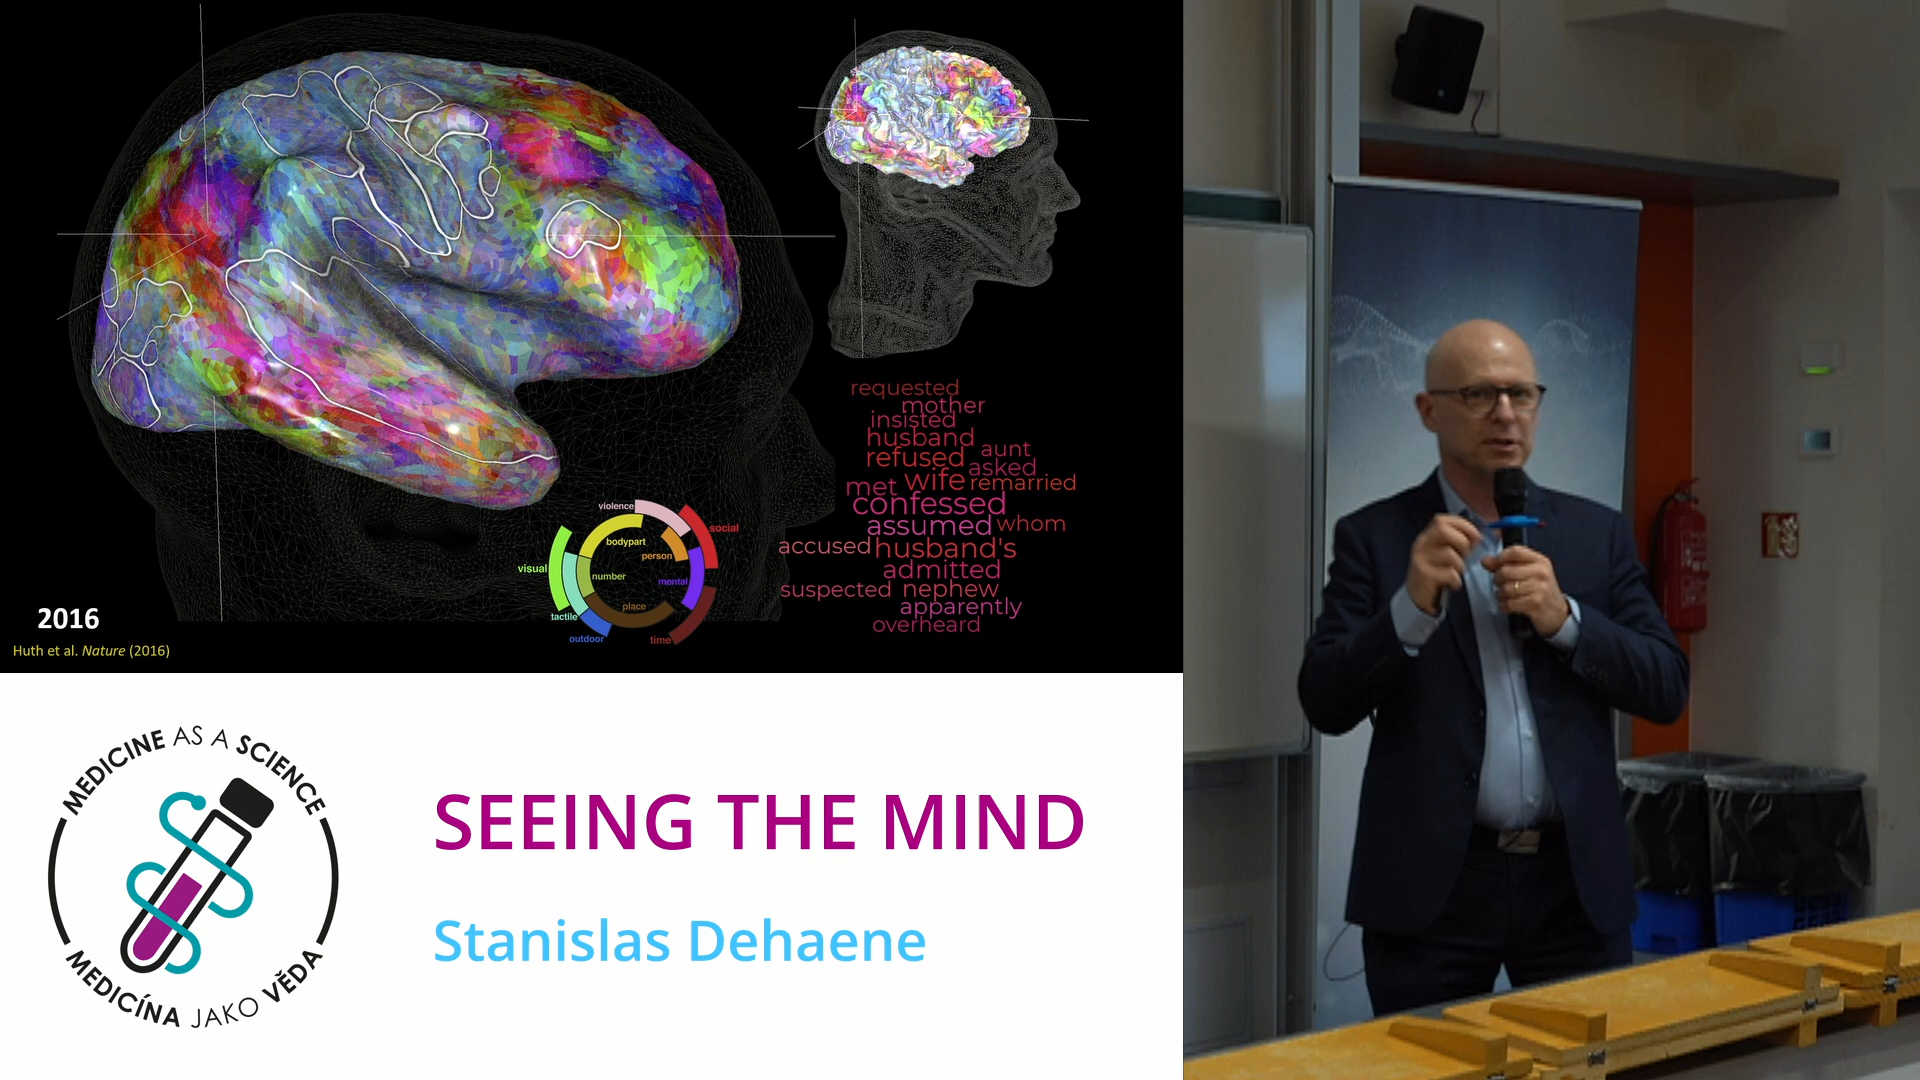 requested
mother
insisted
husband
aunt
refused
asked
wife
met
remarried
confessed
assumed
whom
accused
husband's
admitted
suspected
nephew
apparently
overheard
violence
social
bodypart
person
visual
number
mental
place
tactile
outdoor
time
2016
Huth et al. Nature (2016)
MEDICINE AS A SCIENCE
MEDICÍNA JAKO VĚDA
SEEING THE MIND
Stanislas Dehaene